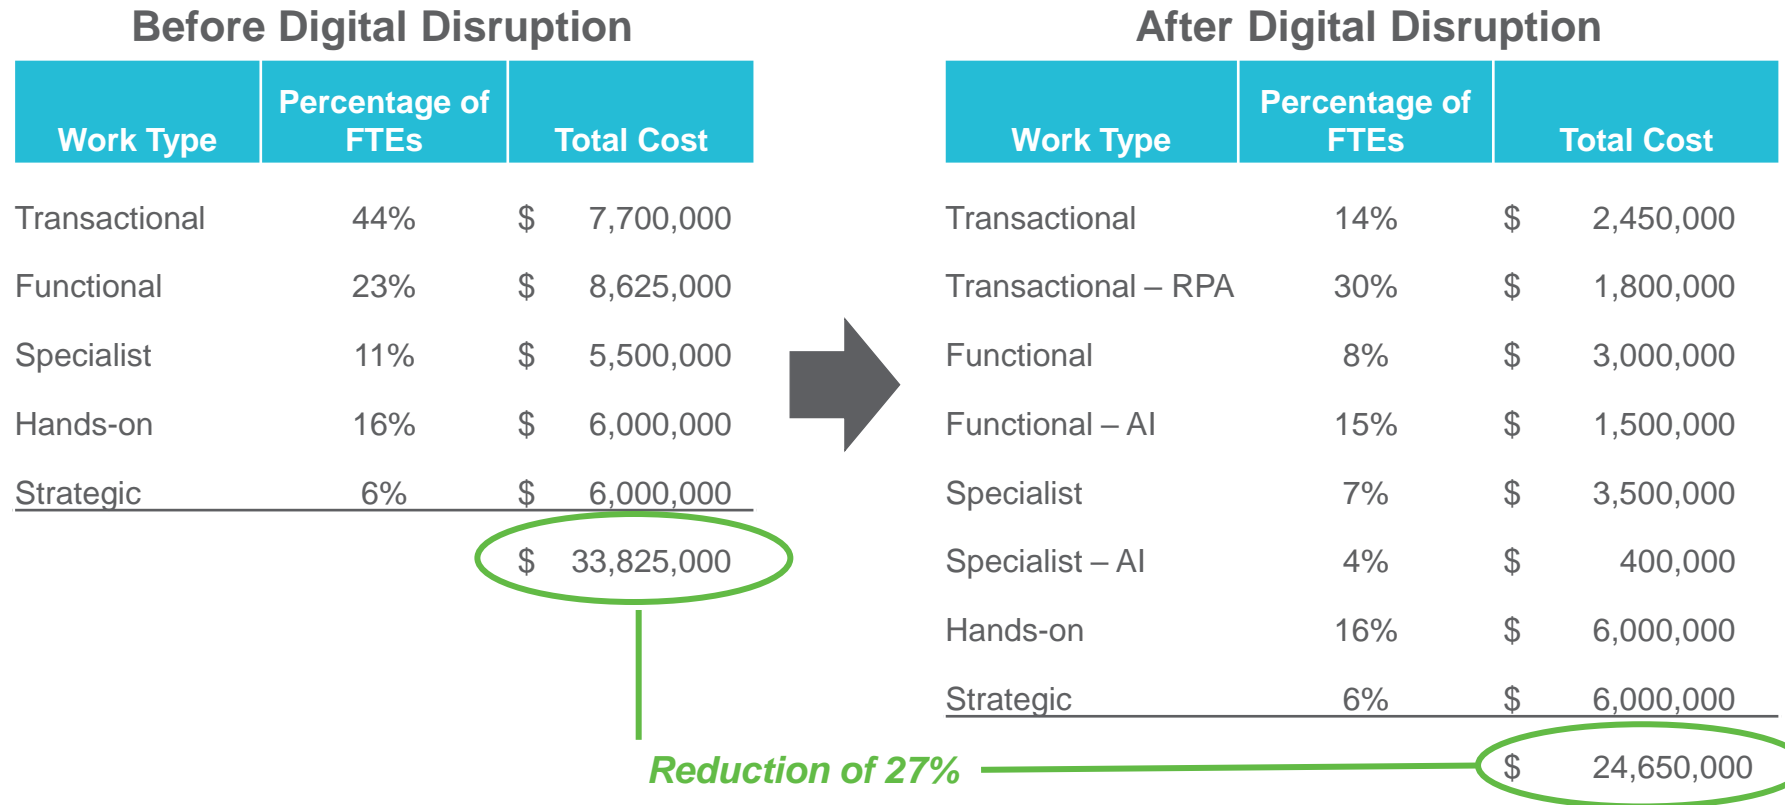 Before Digital Disruption
Work Type Percentage of FTEs Total Cost
Transactional 44% $ 7,700,000
Functional 23% $ 8,625,000
Specialist 11% $ 5,500,000
Hands-on 16% $ 6,000,000
Strategic 6% $ 6,000,000
$ 33,825,000
After Digital Disruption
Work Type Percentage of FTEs Total Cost
Transactional 14% $ 2,450,000
Transactional – RPA 30% $ 1,800,000
Functional 8% $ 3,000,000
Functional – AI 15% $ 1,500,000
Specialist 7% $ 3,500,000
Specialist – AI 4% $ 400,000
Hands-on 16% $ 6,000,000
Strategic 6% $ 6,000,000
Reduction of 27% $ 24,650,000